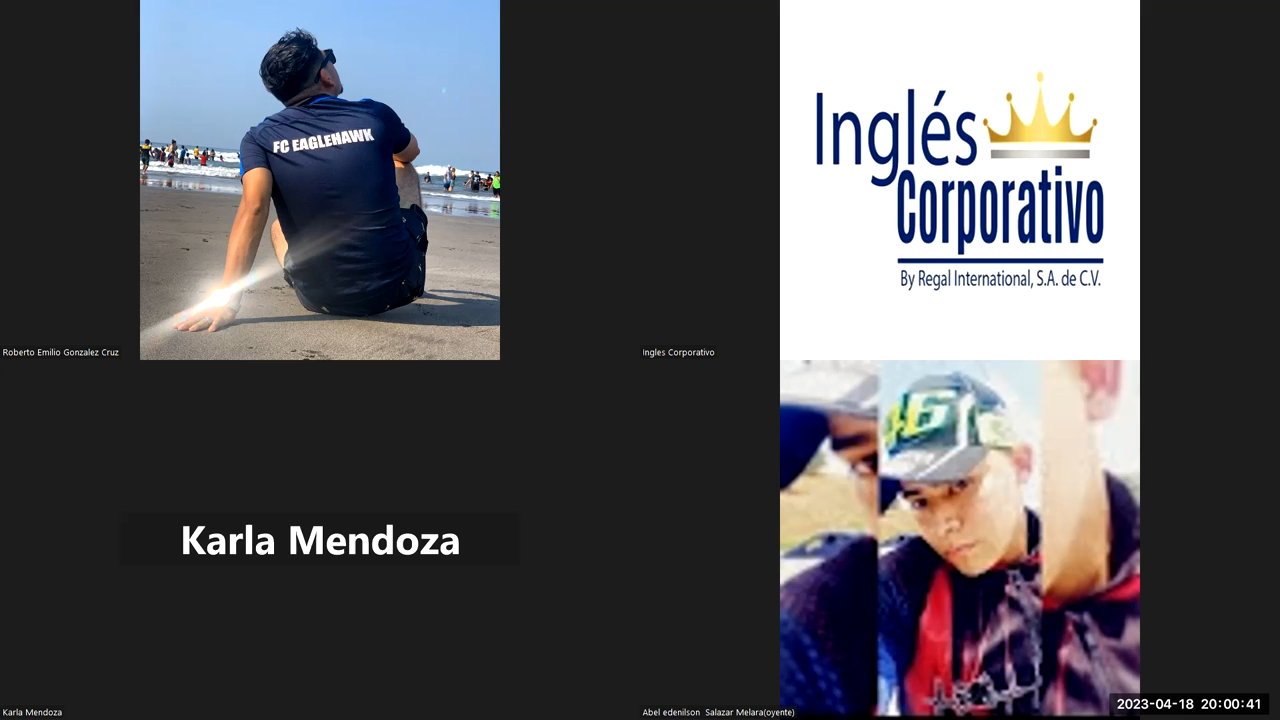 FC EAGLEHAWK
Roberto Emilio Gonzalez Cruz
Inglés
Corporativo
By Regal International, S.A. de C.V.
Ingles Corporativo
Karla Mendoza
Karla Mendoza
46
Abel edenilson Salazar Melara(oyente)
2023-04-18 20:00:41